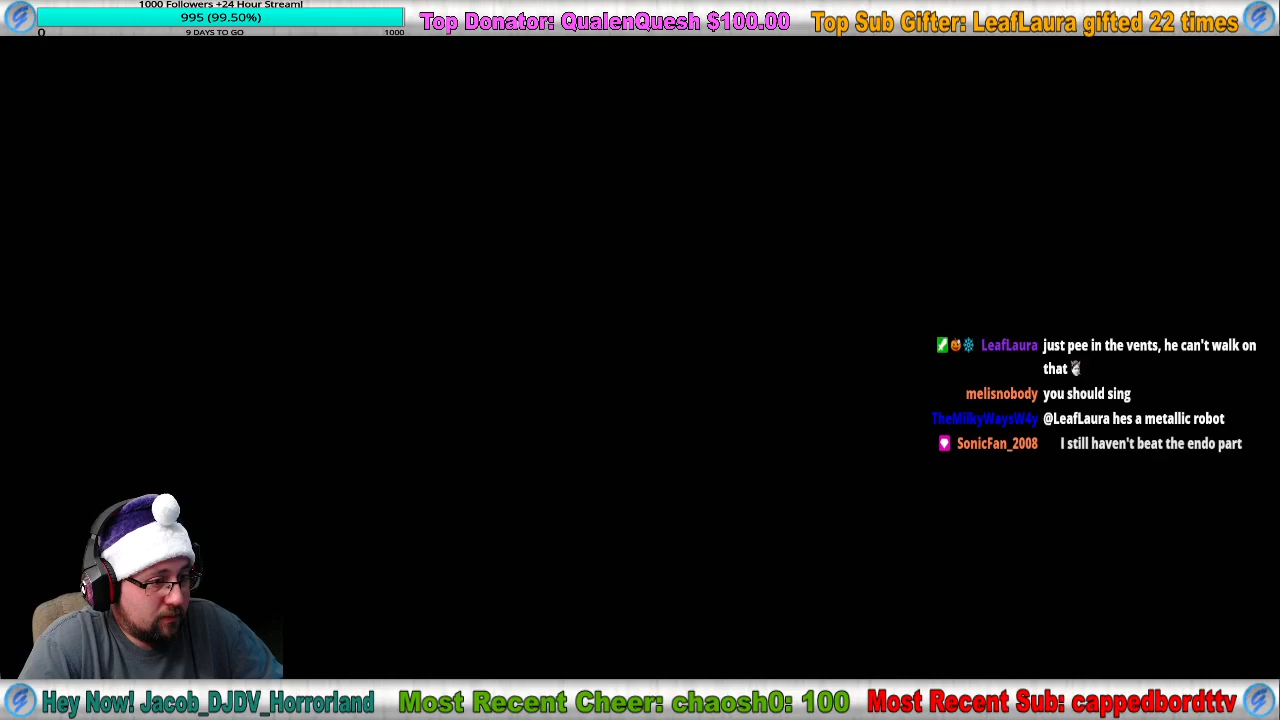 1000 Followers +24 Hour Stream!
995 (99.50%)
0 9 DAYS TO GO 1000
Top Donator: QualenQuesh $100.00
Top Sub Gifter: LeafLaura gifted 22 times
LeafLaura just pee in the vents, he can't walk on
that
melisnobody you should sing
TheMilkyWaysW4y @LeafLaura hes a metallic robot
SonicFan_2008 I still haven't beat the endo part
Hey Now! Jacob_DJDV_Horrorland
Most Recent Cheer: chaosh0: 100
Most Recent Sub: cappedbordttv